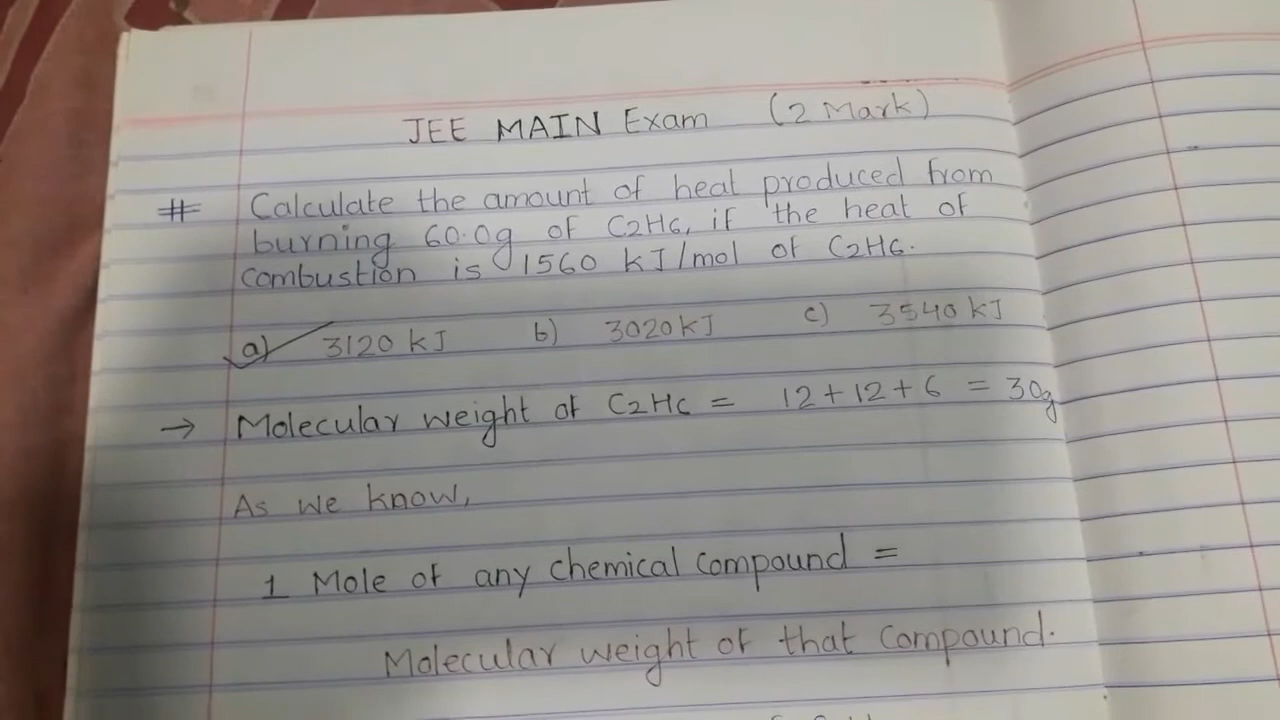 JEE MAIN Exam (2 Mark)
# Calculate the amount of heat produced from
burning 60.0g of C2H6, if the heat of
combustion is 1560 kJ/mol of C2H6.
a) 3120 kJ b) 3020 kJ c) 3540 kJ
→ Molecular weight of C2H6 = 12+12+6 = 30g
As we know,
1 Mole of any chemical compound =
Molecular weight of that compound.